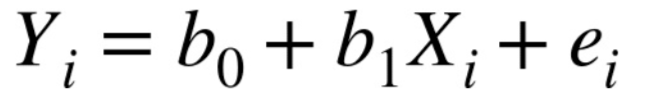 Yᵢ = b₀ + b₁Xᵢ + eᵢ